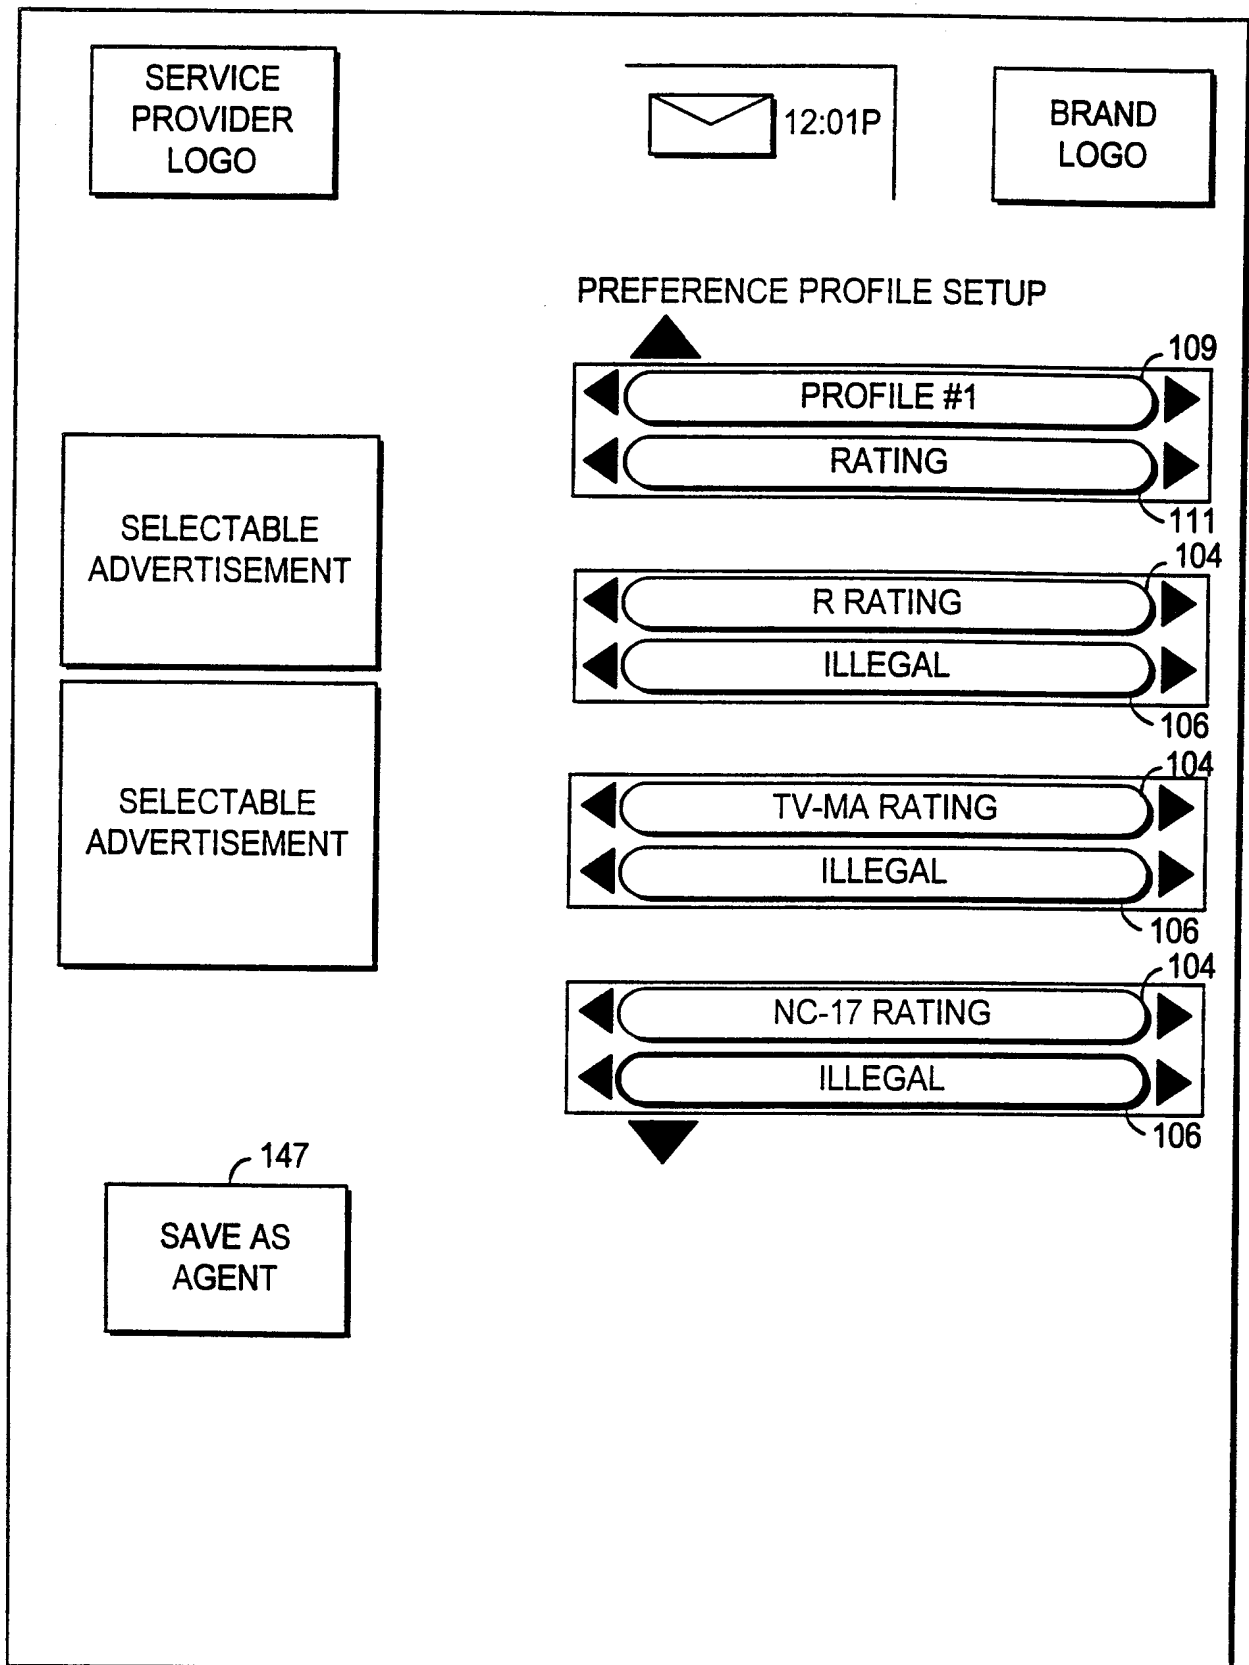 SERVICE
PROVIDER
LOGO
12:01P
BRAND
LOGO
PREFERENCE PROFILE SETUP
109
PROFILE #1
RATING
111
SELECTABLE
ADVERTISEMENT
104
R RATING
ILLEGAL
106
SELECTABLE
ADVERTISEMENT
104
TV-MA RATING
ILLEGAL
106
104
NC-17 RATING
ILLEGAL
106
147
SAVE AS
AGENT